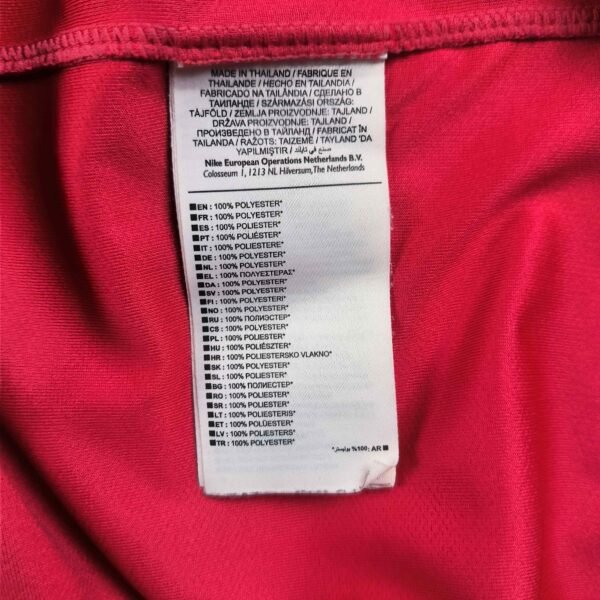 MADE IN THAILAND / FABRIQUE EN
THAILANDE / HECHO EN TAILANDIA /
FABRICADO NA TAILÂNDIA / СДЕЛАНО В
ТАИЛАНДЕ / SZÁRMAZÁSI ORSZÁG:
TÁJFÖLD / ZEMLJA PROIZVODNJE: TAJLAND /
DRŽAVA PROIZVODNJE: TAJLAND /
ПРОИЗВЕДЕНО В ТАЙЛАНД / FABRICAT ÎN
TAILANDA / RAŽOTS: TAIZEMĒ / TAYLAND 'DA
YAPILMIŞTIR / صنع في تايلاند
Nike European Operations Netherlands B.V.
Colosseum 1, 1213 NL Hilversum, The Netherlands
■EN : 100% POLYESTER*
■FR : 100% POLYESTER*
■ES : 100% POLIÉSTER*
■PT : 100% POLIÉSTER*
■IT : 100% POLIESTERE*
■DE : 100% POLYESTER*
■NL : 100% POLYESTER*
■EL : 100% ΠΟΛΥΕΣΤΕΡΑΣ*
■DA : 100% POLYESTER*
■SV : 100% POLYESTER*
■FI : 100% POLYESTERI*
■NO : 100% POLYESTER*
■RU : 100% ПОЛИЭСТЕР*
■CS : 100% POLYESTER*
■PL : 100% POLIESTER*
■HU : 100% POLIÉSZTER*
■HR : 100% POLIESTERSKO VLAKNO*
■SK : 100% POLYESTER*
■SL : 100% POLIESTER*
■BG : 100% ПОЛИЕСТЕР*
■RO : 100% POLIESTER*
■SR : 100% POLIESTER*
■LT : 100% POLIESTERIS*
■ET : 100% POLÜESTER*
■LV : 100% POLIESTERS*
■TR : 100% POLYESTER*
*بوليستر %100 : AR■